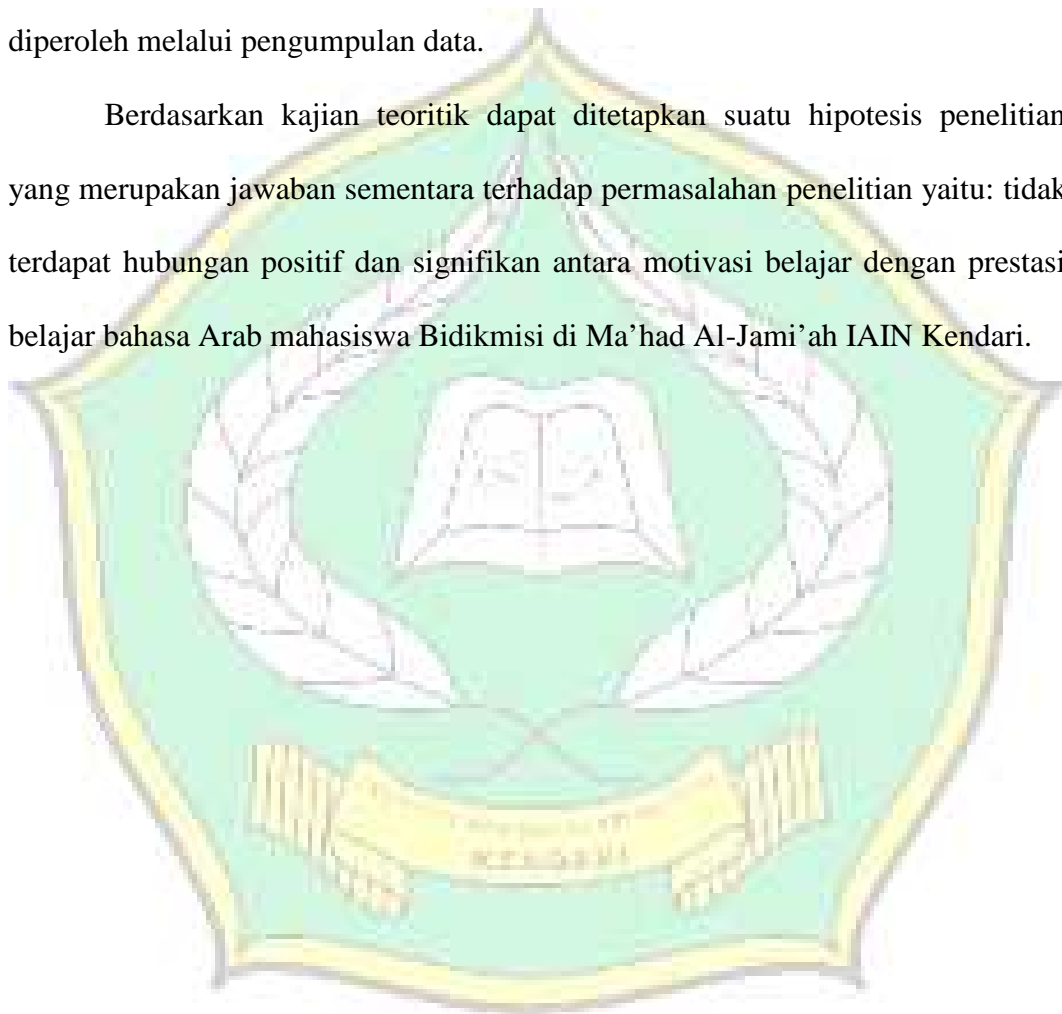 diperoleh melalui pengumpulan data.
Berdasarkan kajian teoritik dapat ditetapkan suatu hipotesis penelitian
yang merupakan jawaban sementara terhadap permasalahan penelitian yaitu: tidak
terdapat hubungan positif dan signifikan antara motivasi belajar dengan prestasi
belajar bahasa Arab mahasiswa Bidikmisi di Ma’had Al-Jami’ah IAIN Kendari.
KENDARI